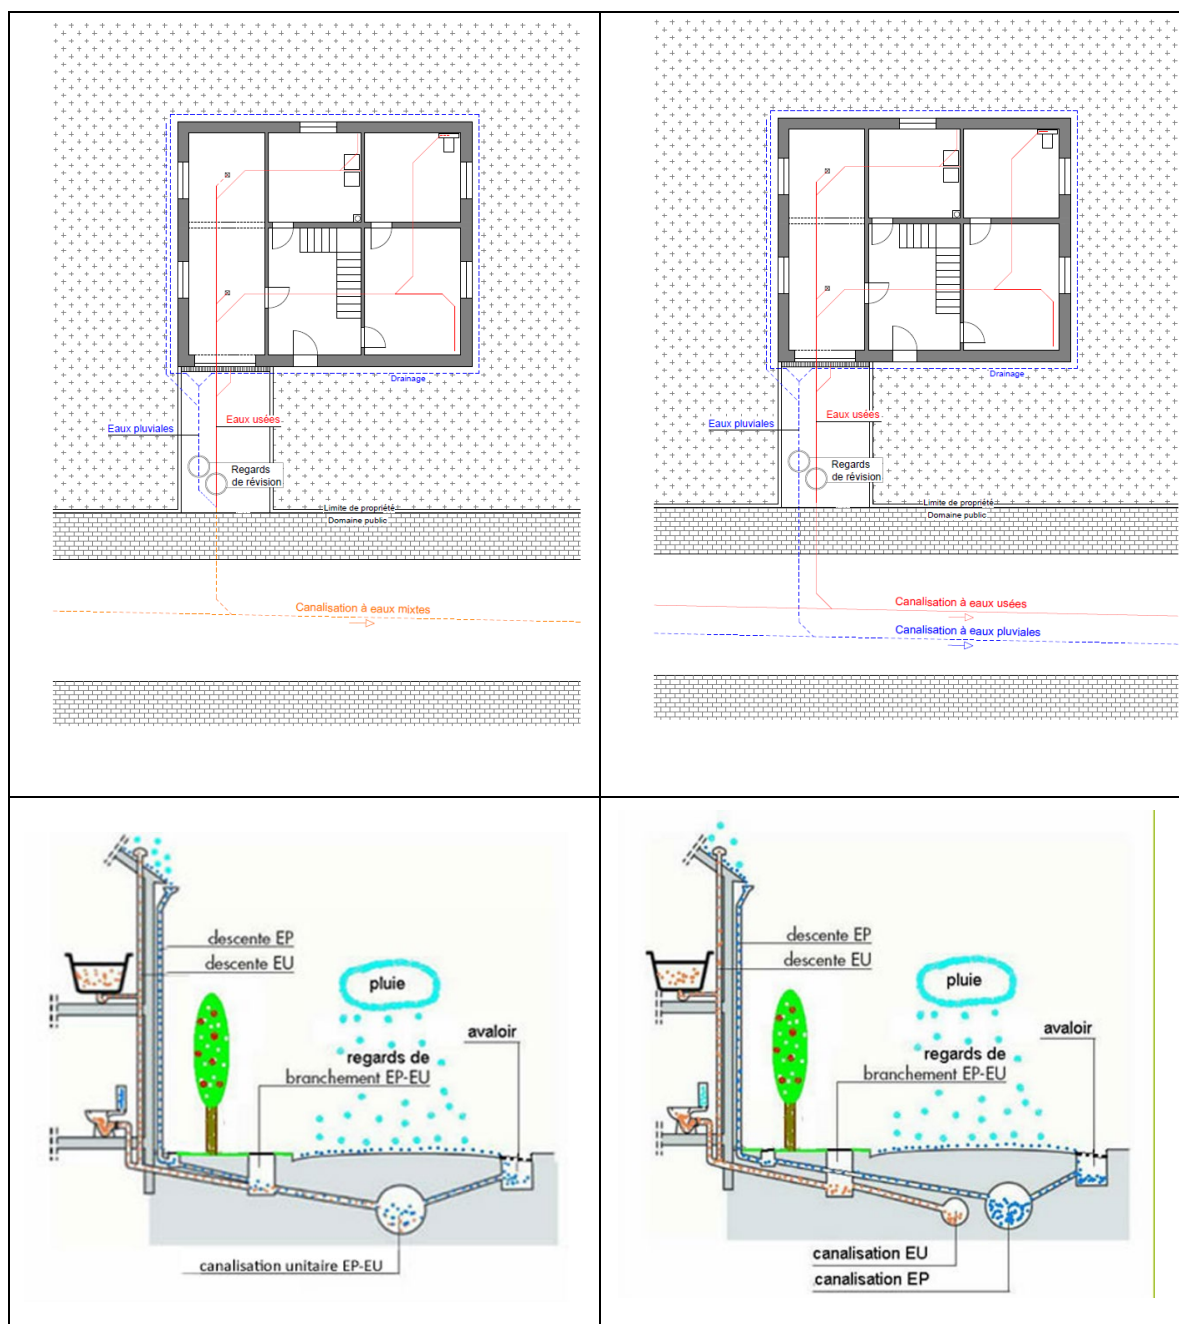 Drainage
Eaux usées
Eaux pluviales
Regards
de révision
Limite de propriété
Domaine public
Canalisation à eaux mixtes
Drainage
Eaux usées
Eaux pluviales
Regards
de révision
Limite de propriété
Domaine public
Canalisation à eaux usées
Canalisation à eaux pluviales
descente EP
descente EU
pluie
avaloir
regards de
branchement EP-EU
canalisation unitaire EP-EU
descente EP
descente EU
pluie
avaloir
regards de
branchement EP-EU
canalisation EU
canalisation EP